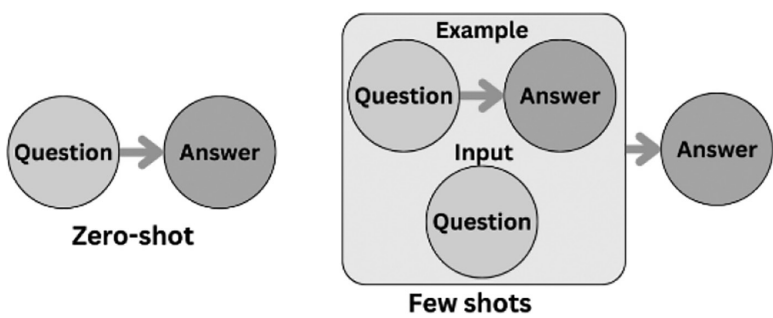 Question
Answer
Zero-shot
Example
Question
Answer
Input
Question
Few shots
Answer